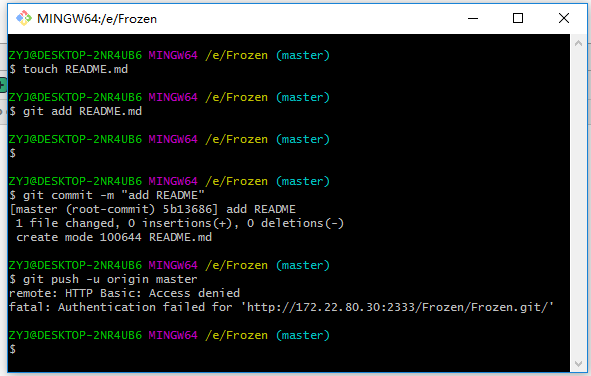 MINGW64:/e/Frozen
ZYJ@DESKTOP-2NR4UB6 MINGW64 /e/Frozen (master)
$ touch README.md
ZYJ@DESKTOP-2NR4UB6 MINGW64 /e/Frozen (master)
$ git add README.md
ZYJ@DESKTOP-2NR4UB6 MINGW64 /e/Frozen (master)
$
ZYJ@DESKTOP-2NR4UB6 MINGW64 /e/Frozen (master)
$ git commit -m "add README"
[master (root-commit) 5b13686] add README
 1 file changed, 0 insertions(+), 0 deletions(-)
 create mode 100644 README.md
ZYJ@DESKTOP-2NR4UB6 MINGW64 /e/Frozen (master)
$ git push -u origin master
remote: HTTP Basic: Access denied
fatal: Authentication failed for 'http://172.22.80.30:2333/Frozen/Frozen.git/'
ZYJ@DESKTOP-2NR4UB6 MINGW64 /e/Frozen (master)
$